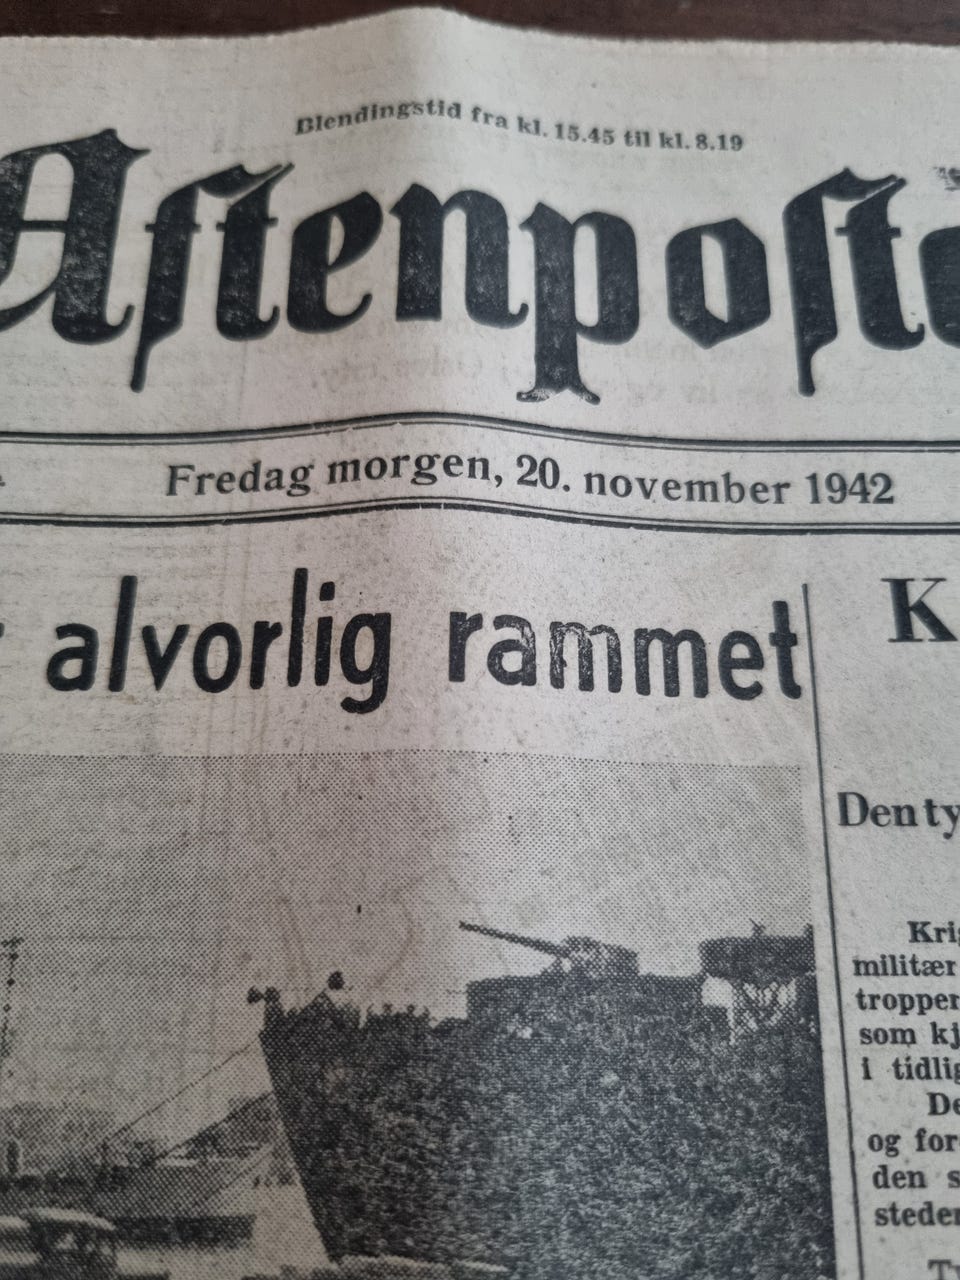 Blendingstid fra kl. 15.45 til kl. 8.19
Aftenposte
Fredag morgen, 20. november 1942
alvorlig rammet
K
Den ty
Krig
militær
tropper
som kj
i tidlig
De
og for
den s
steder